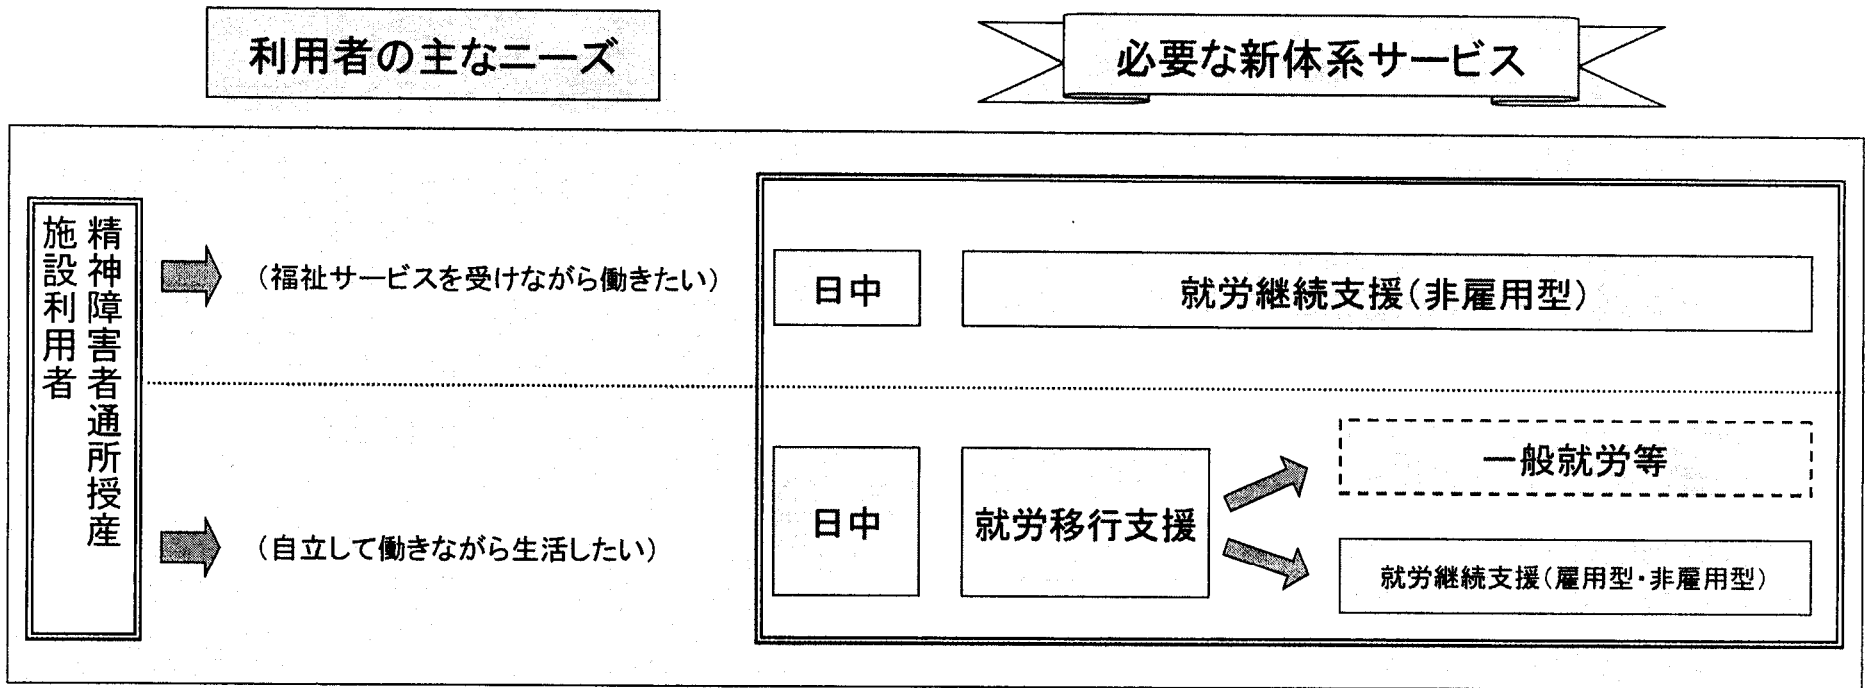 利用者の主なニーズ
必要な新体系サービス
精神障害者通所授産
施設利用者
（福祉サービスを受けながら働きたい）
日中
就労継続支援（非雇用型）
（自立して働きながら生活したい）
日中
就労移行支援
一般就労等
就労継続支援（雇用型・非雇用型）